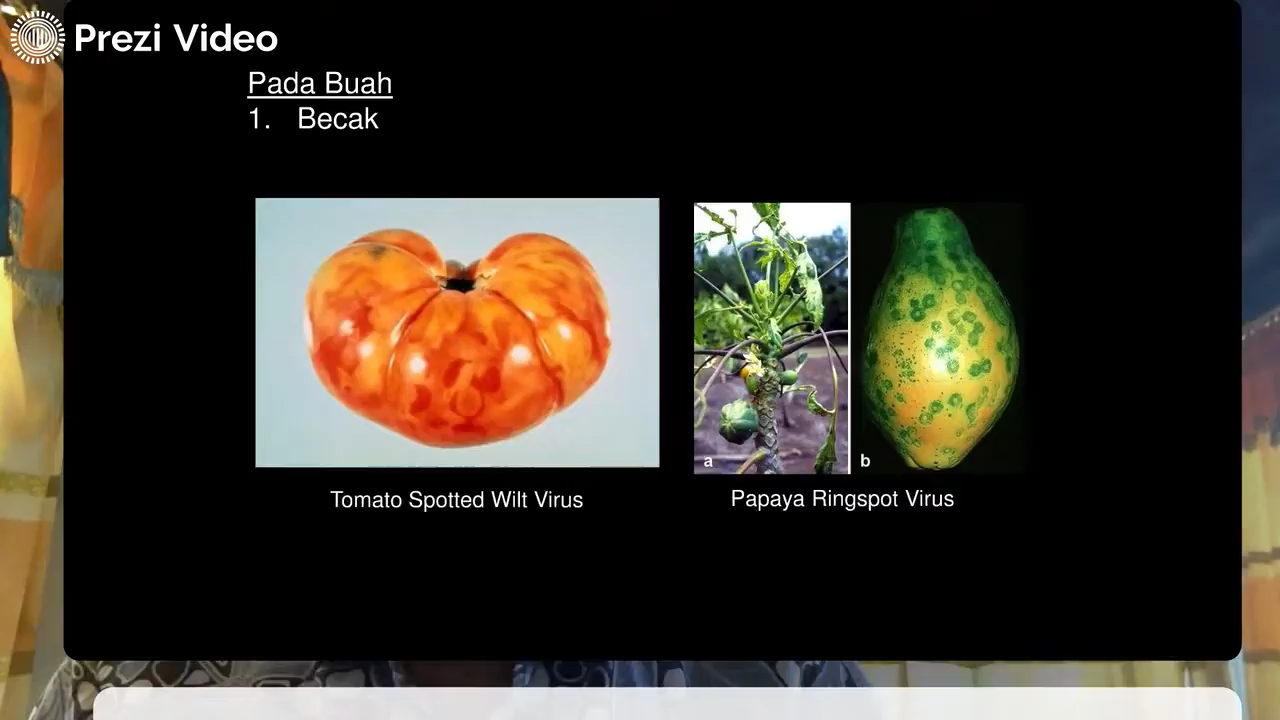 Prezi Video
Pada Buah
1. Becak
a
b
Tomato Spotted Wilt Virus
Papaya Ringspot Virus